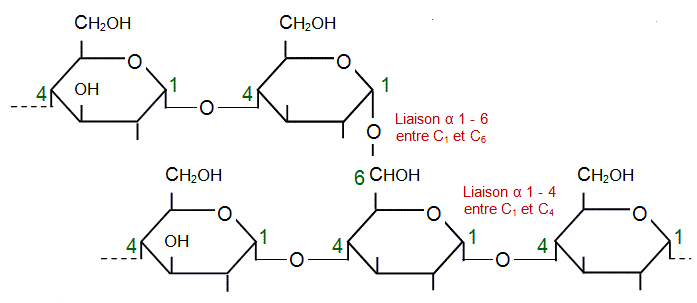 CH₂OH CH₂OH
O O
4 OH 1 4 1
O
O
Liaison α 1 - 6
entre C₁ et C₆
6 CHOH
CH₂OH CH₂OH
Liaison α 1 - 4
entre C₁ et C₄
O O O
4 OH 1 4 1 4 1
O O